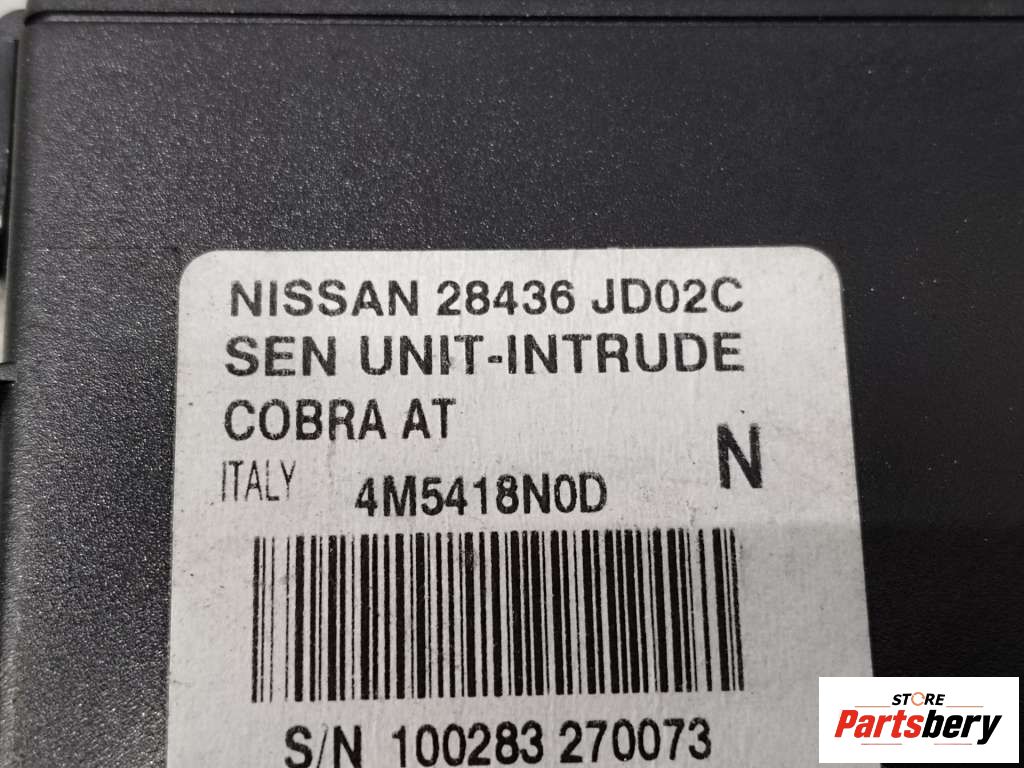 NISSAN 28436 JD02C
SEN UNIT-INTRUDE
COBRA AT
N
ITALY 4M5418N0D
S/N 100283 270073
STORE
Partsbery